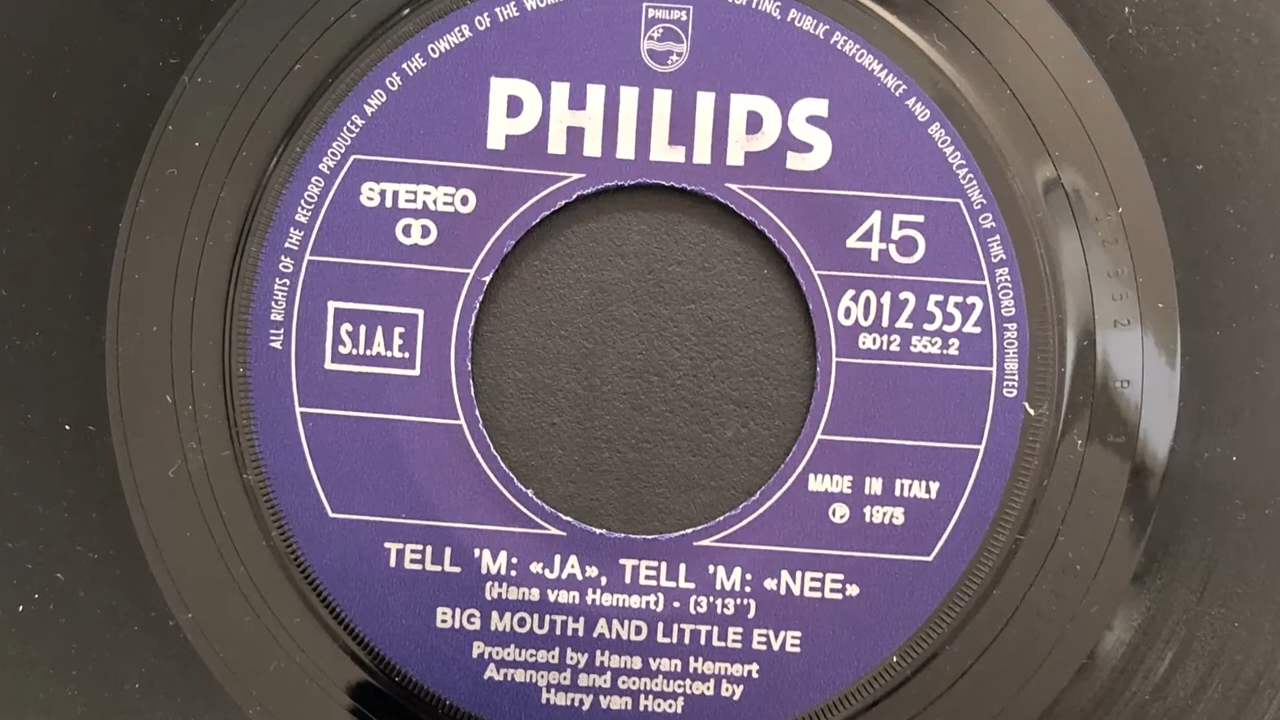 ALL RIGHTS OF THE RECORD PRODUCER AND OF THE OWNER OF THE
PUBLIC PERFORMANCE AND BROADCASTING OF THIS RECORD PROHIBITED
PHILIPS
PHILIPS
STEREO
45
6012 552
6012 552.2
S.I.A.E.
MADE IN ITALY
℗ 1975
TELL 'M: «JA», TELL 'M: «NEE»
(Hans van Hemert) - (3'13'')
BIG MOUTH AND LITTLE EVE
Produced by Hans van Hemert
Arranged and conducted by
Harry van Hoof